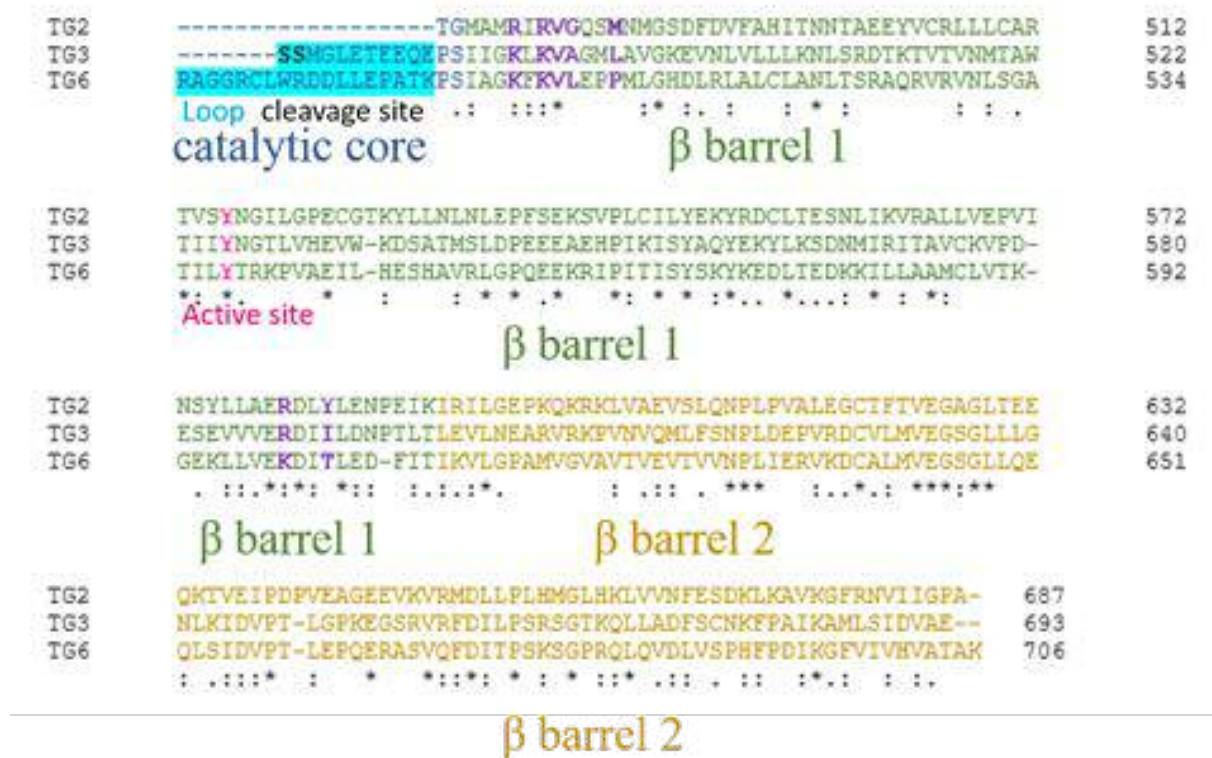 TG2 ------------------TGMAMRIRVGQSMNMGSDFDVFAHITNNTAEEYVCRLLLCAR 512
TG3 -------SSMGLETEEQEPSIIGKLKVAGMLAVGKEVNLVLLLKNLSRDTKTVTVNMTAW 522
TG6 RAGGRCLWRDDLLEPATKPSIAGKFKVLEPPMLGHDLRLALCLANLTSRAQRVRVNLSGA 534
.: :::* :* :. : : * : : : .
Loop cleavage site
catalytic core β barrel 1
TG2 TVSYNGILGPECGTKYLLNLNLEPFSEKSVPLCILYEKYRDCLTESNLIKVRALLVEPVI 572
TG3 TIIYNGTLVHEVW-KDSATMSLDPEEEAEHPIKISYAQYEKYLKSDNMIRITAVCKVPD- 580
TG6 TILYTRKPVAEIL-HESHAVRLGPQEEKRIPITISYSKYKEDLTEDKKILLAAMCLVTK- 592
*: *. * : : * * .* *: * * :*.. *...: * : *:
Active site
β barrel 1
TG2 NSYLLAERDLYLENPEIKIRILGEPKQKRKLVAEVSLQNPLPVALEGCTFTVEGAGLTEE 632
TG3 ESEVVVERDIILDNPTLTLEVLNEARVRKPVNVQMLFSNPLDEPVRDCVLMVEGSGLLLG 640
TG6 GEKLLVEKDITLED-FITIKVLGPAMVGVAVTVEVTVVNPLIERVKDCALMVEGSGLLQE 651
. ::.*:*: *:: :.:.:*. : .:: . *** :..*.: ***:**
β barrel 1 β barrel 2
TG2 QKTVEIPDPVEAGEEVKVRMDLLPLHMGLHKLVVNFESDKLKAVKGFRNVIIGPA- 687
TG3 NLKIDVPT-LGPKEGSRVRFDILPSRSGTKQLLADFSCNKFPAIKAMLSIDVAE-- 693
TG6 QLSIDVPT-LEPQERASVQFDITPSKSGPRQLQVDLVSPHFPDIKGFVIVHVATAK 706
: .:::* : * *::*: * : * ::* .:: . :: :*.: : :.
β barrel 2